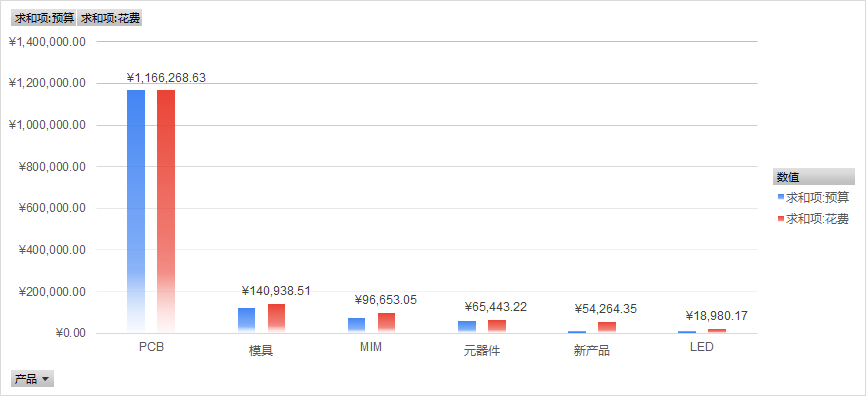 求和项:预算 求和项:花费
¥1,400,000.00
¥1,200,000.00
¥1,000,000.00
¥800,000.00
¥600,000.00
¥400,000.00
¥200,000.00
¥0.00
¥1,166,268.63
¥140,938.51
¥96,653.05
¥65,443.22
¥54,264.35
¥18,980.17
PCB
模具
MIM
元器件
新产品
LED
数值
求和项:预算
求和项:花费
产品